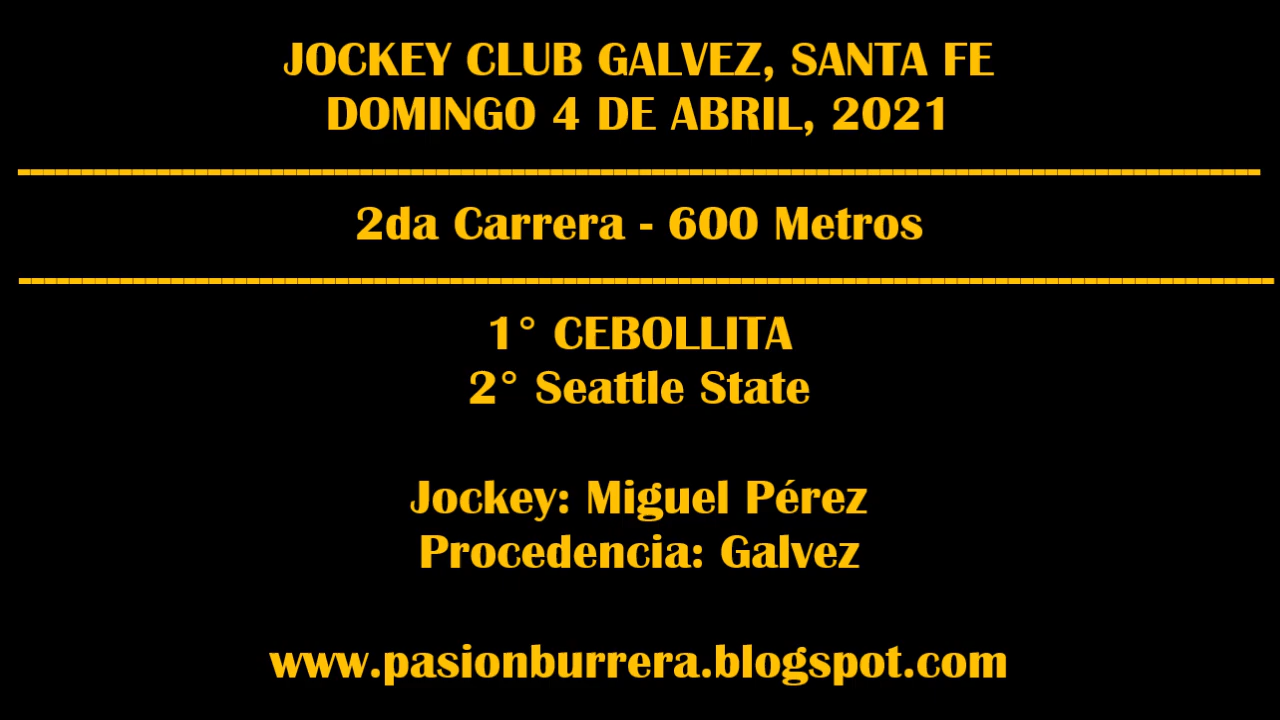 JOCKEY CLUB GALVEZ, SANTA FE
DOMINGO 4 DE ABRIL, 2021
2da Carrera - 600 Metros
1° CEBOLLITA
2° Seattle State
Jockey: Miguel Pérez
Procedencia: Galvez
www.pasionburrera.blogspot.com